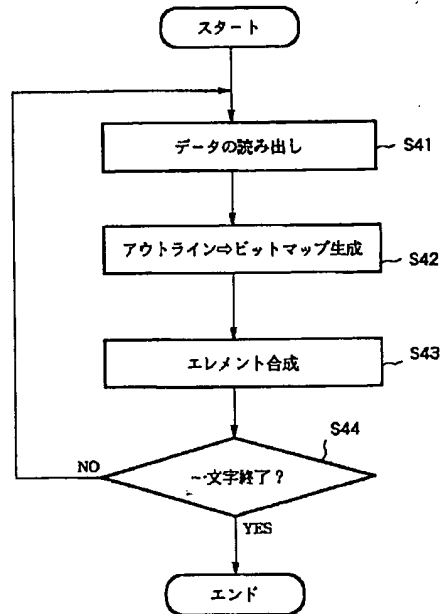 スタート
データの読み出し
S41
アウトライン⇒ビットマップ生成
S42
エレメント合成
S43
S44
一文字終了?
NO
YES
エンド